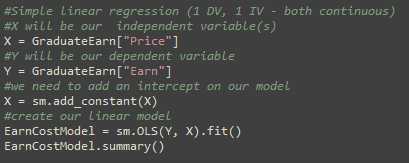 #Simple linear regression (1 DV, 1 IV - both continuous)
#X will be our  independent variable(s)
X = GraduateEarn["Price"]
#Y will be our dependent variable
Y = GraduateEarn["Earn"]
#we need to add an intercept on our model
X = sm.add_constant(X)
#create our linear model
EarnCostModel = sm.OLS(Y, X).fit()
EarnCostModel.summary()